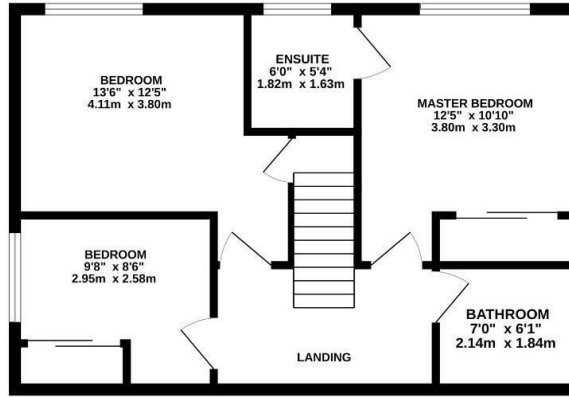 BEDROOM
13'6" x 12'5"
4.11m x 3.80m
ENSUITE
6'0" x 5'4"
1.82m x 1.63m
MASTER BEDROOM
12'5" x 10'10"
3.80m x 3.30m
BEDROOM
9'8" x 8'6"
2.95m x 2.58m
LANDING
BATHROOM
7'0" x 6'1"
2.14m x 1.84m